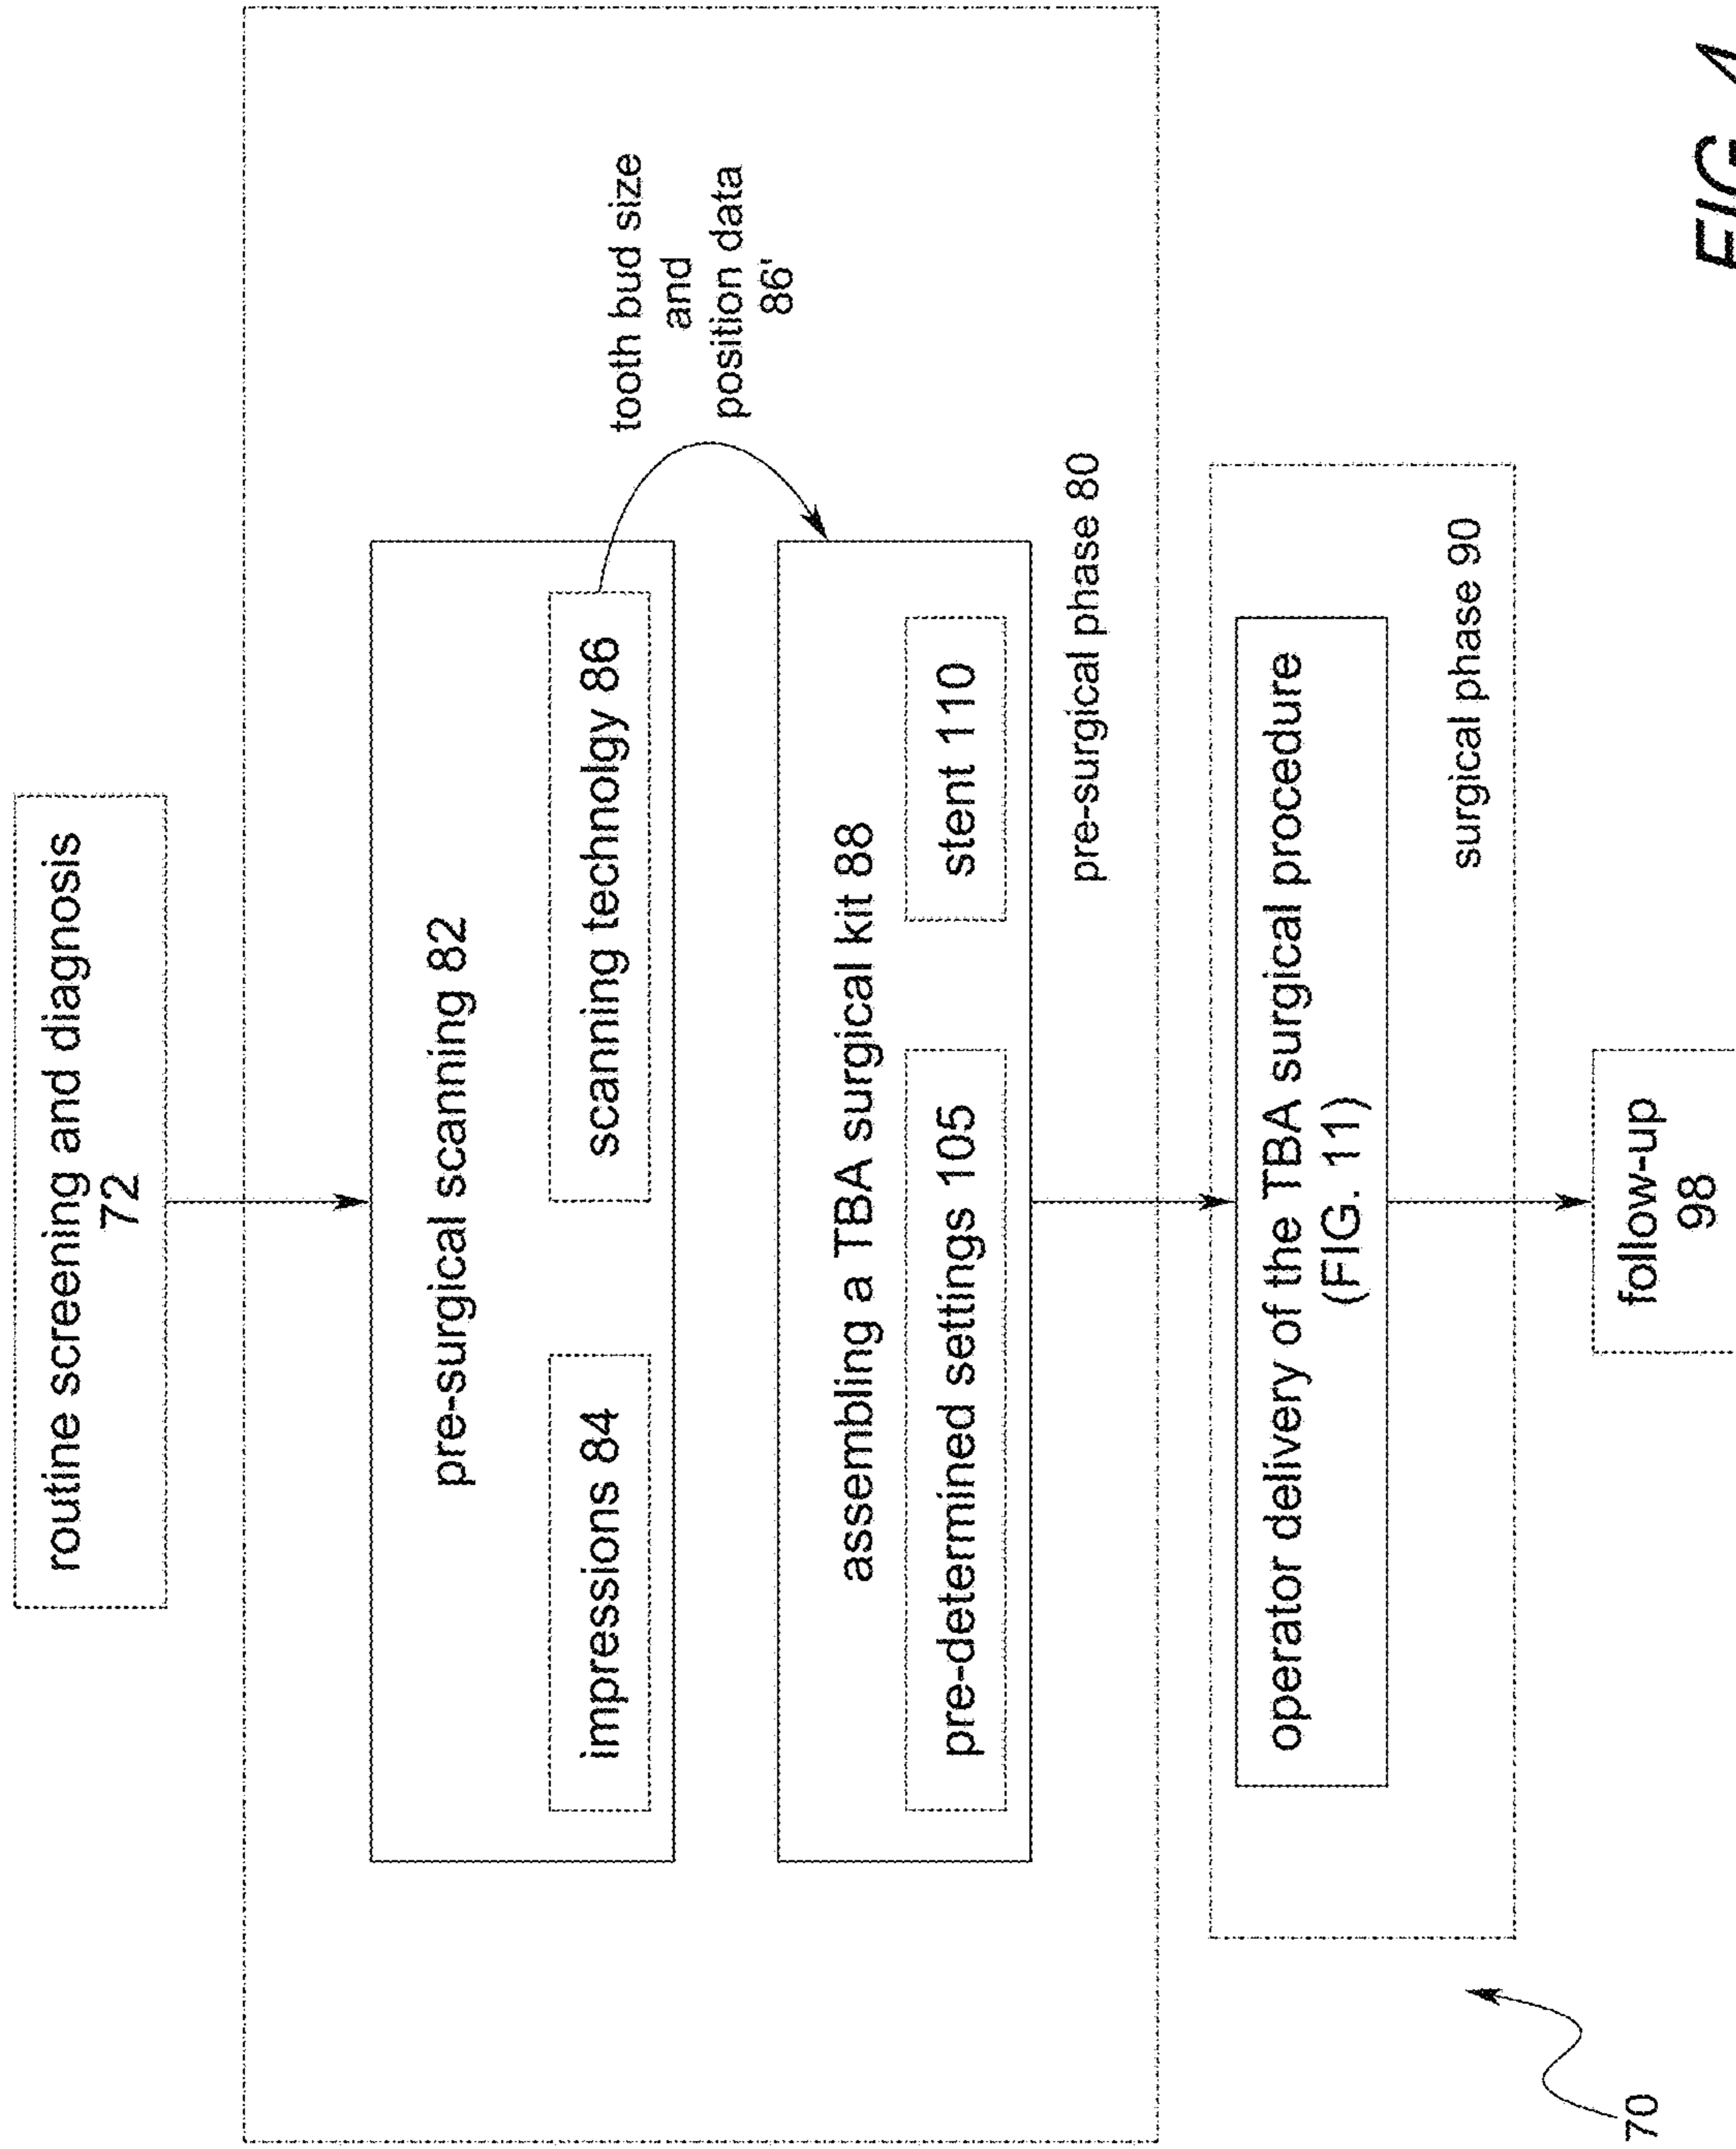 routine screening and diagnosis
72
pre-surgical scanning 82
impressions 84
scanning technolgy 86
tooth bud size
and
position data
86'
assembling a TBA surgical kit 88
pre-determined settings 105
stent 110
pre-surgical phase 80
operator delivery of the TBA surgical procedure
(FIG. 11)
surgical phase 90
follow-up
98
70
FIG. 4